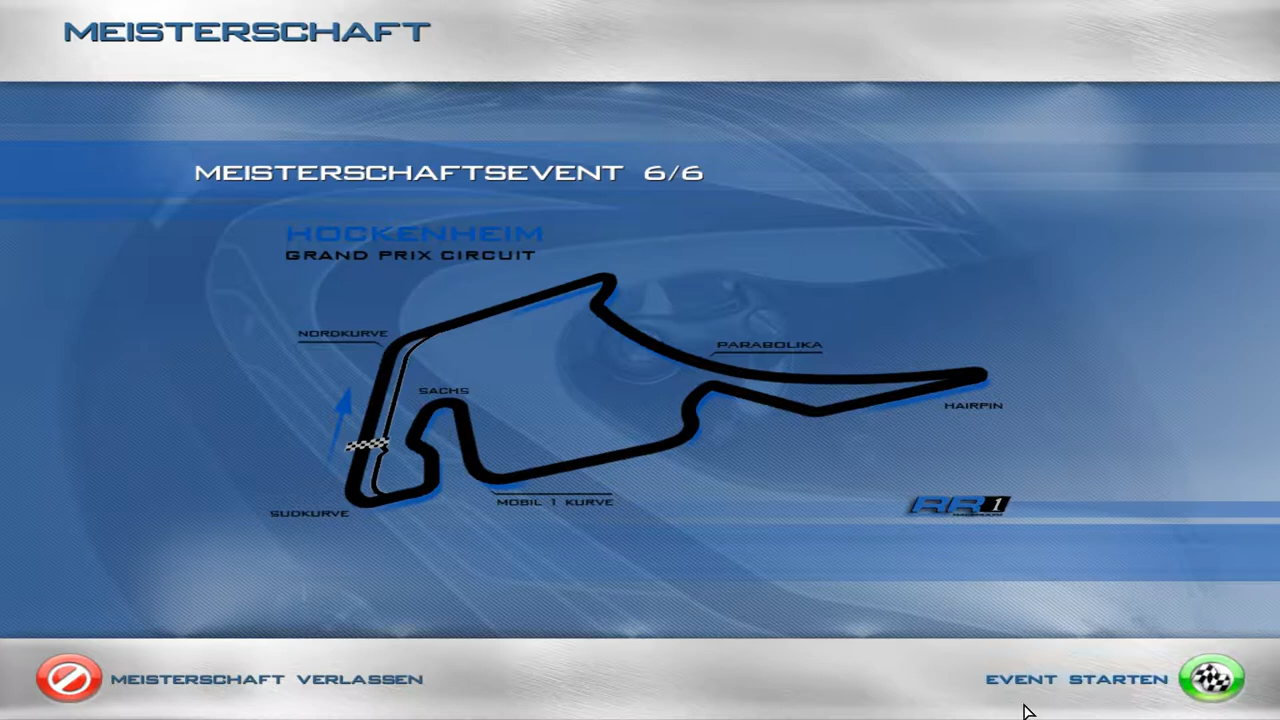 MEISTERSCHAFT
MEISTERSCHAFTSEVENT 6/6
HOCKENHEIM
GRAND PRIX CIRCUIT
NORDKURVE
PARABOLIKA
SACHS
HAIRPIN
MOBIL 1 KURVE
SUDKURVE
RR1
MEISTERSCHAFT VERLASSEN
EVENT STARTEN